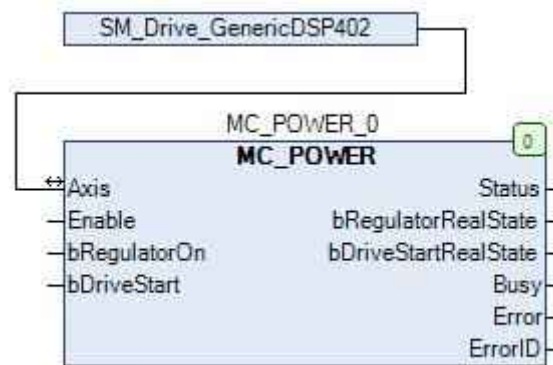 SM_Drive_GenericDSP402
MC_POWER_0
0
MC_POWER
Axis
Status
Enable
bRegulatorRealState
bRegulatorOn
bDriveStartRealState
bDriveStart
Busy
Error
ErrorID